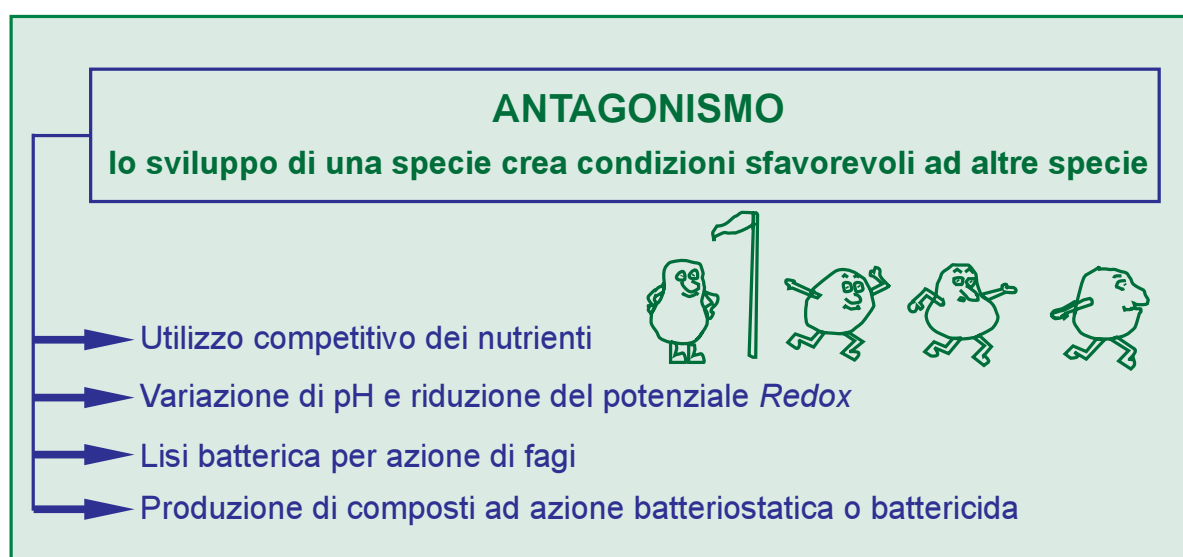 ANTAGONISMO
lo sviluppo di una specie crea condizioni sfavorevoli ad altre specie
Utilizzo competitivo dei nutrienti
Variazione di pH e riduzione del potenziale Redox
Lisi batterica per azione di fagi
Produzione di composti ad azione batteriostatica o battericida